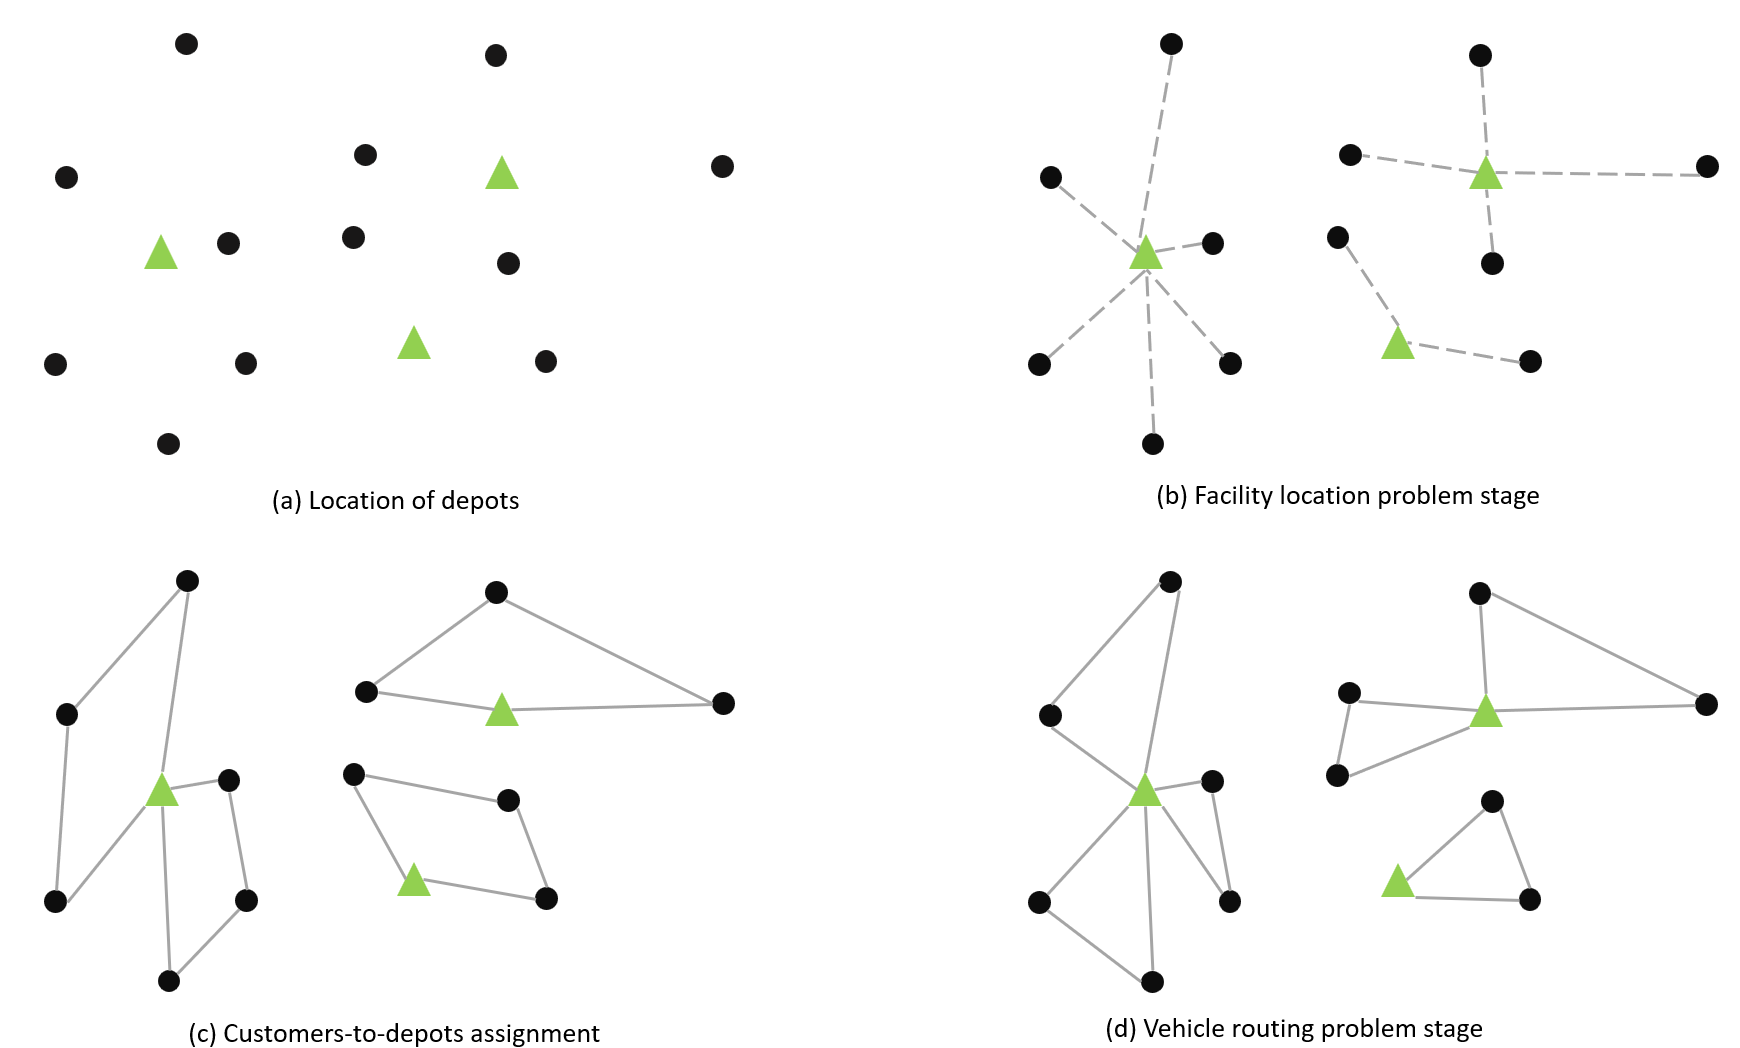 (a) Location of depots
(b) Facility location problem stage
(c) Customers-to-depots assignment
(d) Vehicle routing problem stage